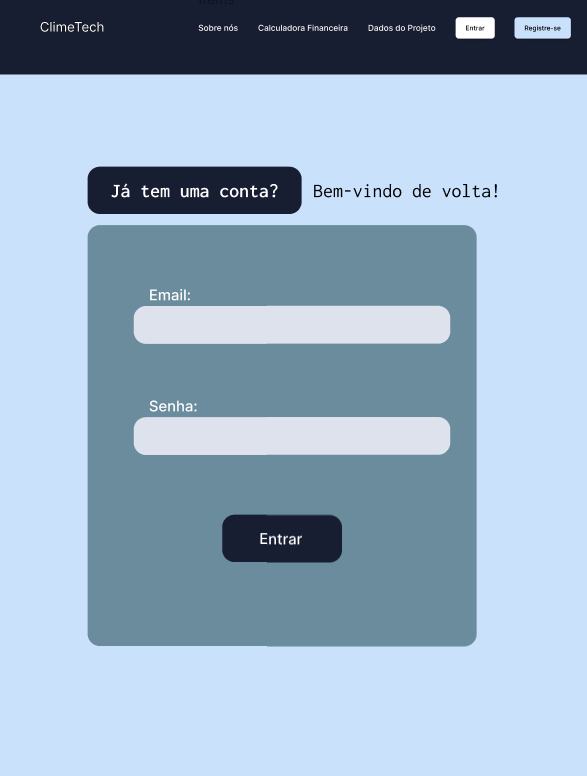 ClimeTech
Sobre nós Calculadora Financeira Dados do Projeto Entrar Registre-se
Já tem uma conta? Bem-vindo de volta!
Email:
Senha:
Entrar